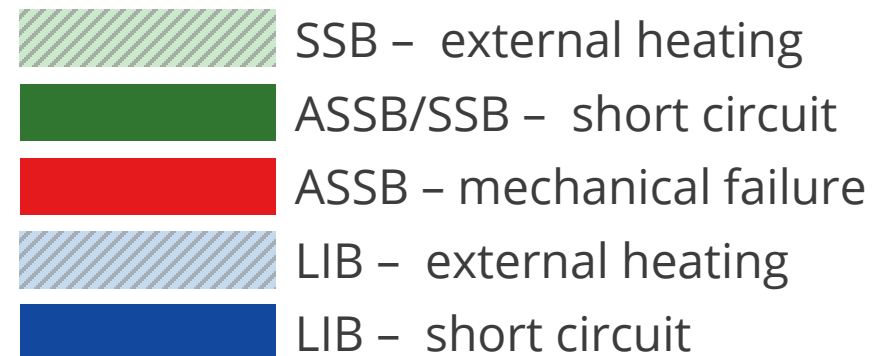 SSB – external heating
ASSB/SSB – short circuit
ASSB – mechanical failure
LIB – external heating
LIB – short circuit